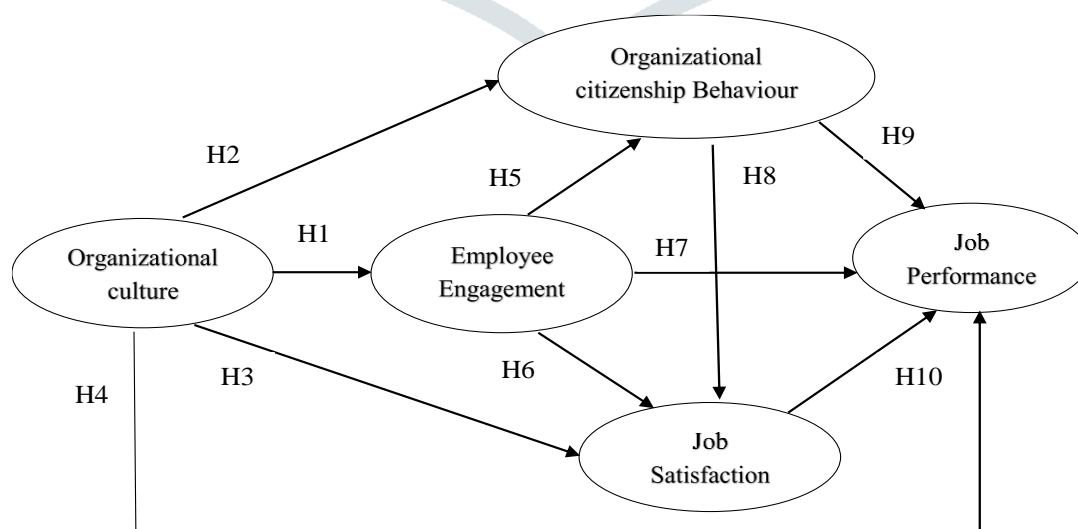 Organizational
citizenship Behaviour
H9
H2
H5
H8
Organizational
culture
H1
Employee
Engagement
H7
Job
Performance
H3
H6
H4
H10
Job
Satisfaction